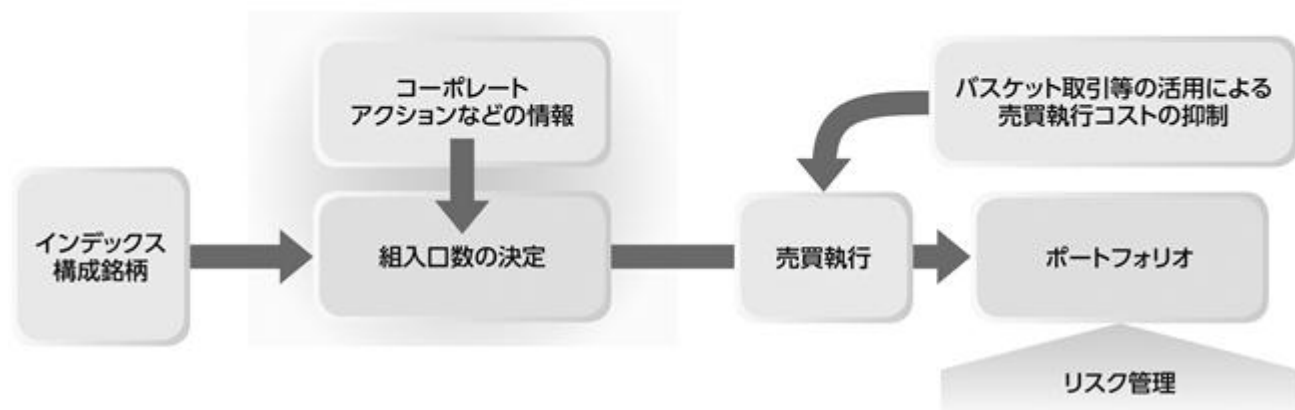 コーポレート
アクションなどの情報
バスケット取引等の活用による
売買執行コストの抑制
インデックス
構成銘柄
組入口数の決定
売買執行
ポートフォリオ
リスク管理